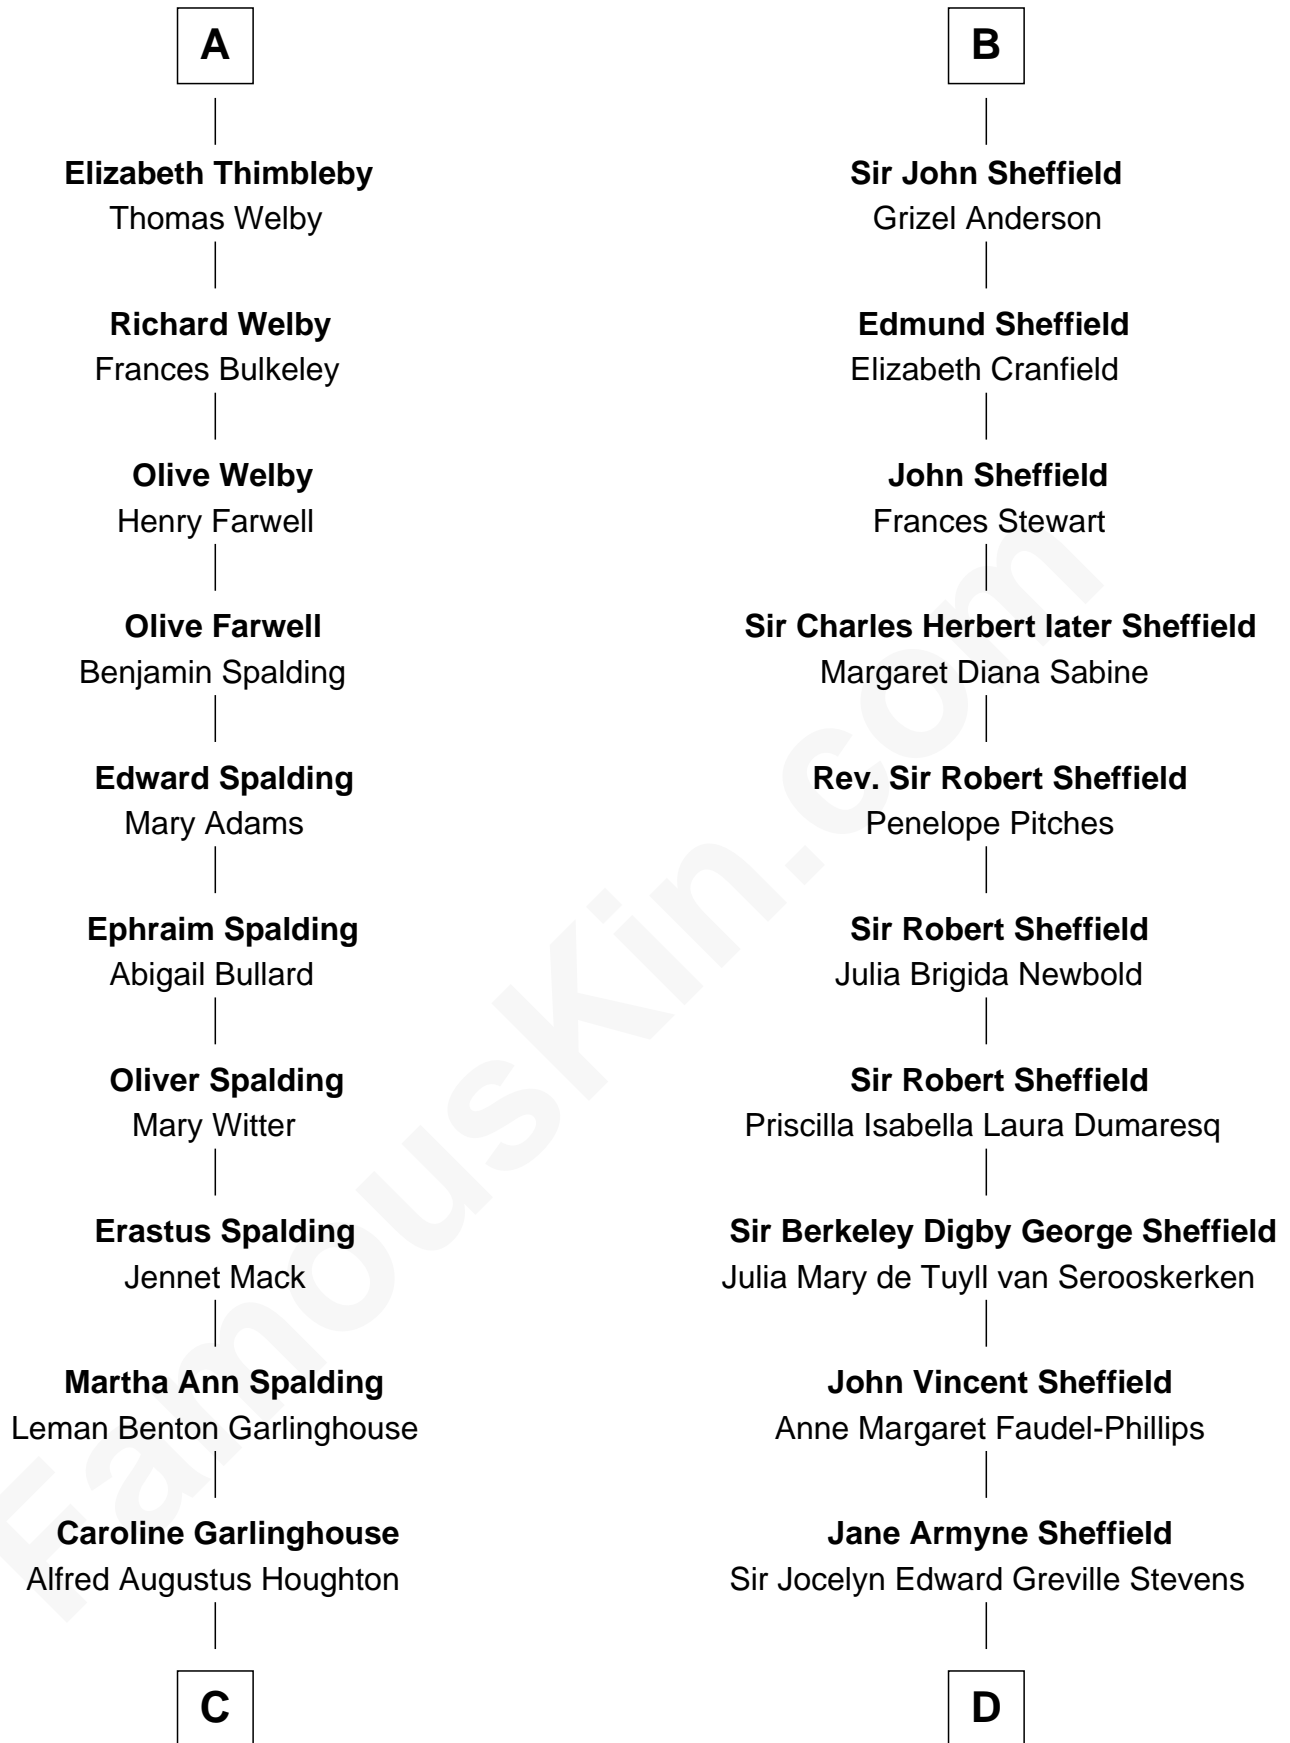 A
Elizabeth Thimbleby
Thomas Welby
Richard Welby
Frances Bulkeley
Olive Welby
Henry Farwell
Olive Farwell
Benjamin Spalding
Edward Spalding
Mary Adams
Ephraim Spalding
Abigail Bullard
Oliver Spalding
Mary Witter
Erastus Spalding
Jennet Mack
Martha Ann Spalding
Leman Benton Garlinghouse
Caroline Garlinghouse
Alfred Augustus Houghton
C
B
Sir John Sheffield
Grizel Anderson
Edmund Sheffield
Elizabeth Cranfield
John Sheffield
Frances Stewart
Sir Charles Herbert later Sheffield
Margaret Diana Sabine
Rev. Sir Robert Sheffield
Penelope Pitches
Sir Robert Sheffield
Julia Brigida Newbold
Sir Robert Sheffield
Priscilla Isabella Laura Dumaresq
Sir Berkeley Digby George Sheffield
Julia Mary de Tuyll van Serooskerken
John Vincent Sheffield
Anne Margaret Faudel-Phillips
Jane Armyne Sheffield
Sir Jocelyn Edward Greville Stevens
D
FamousKin.com